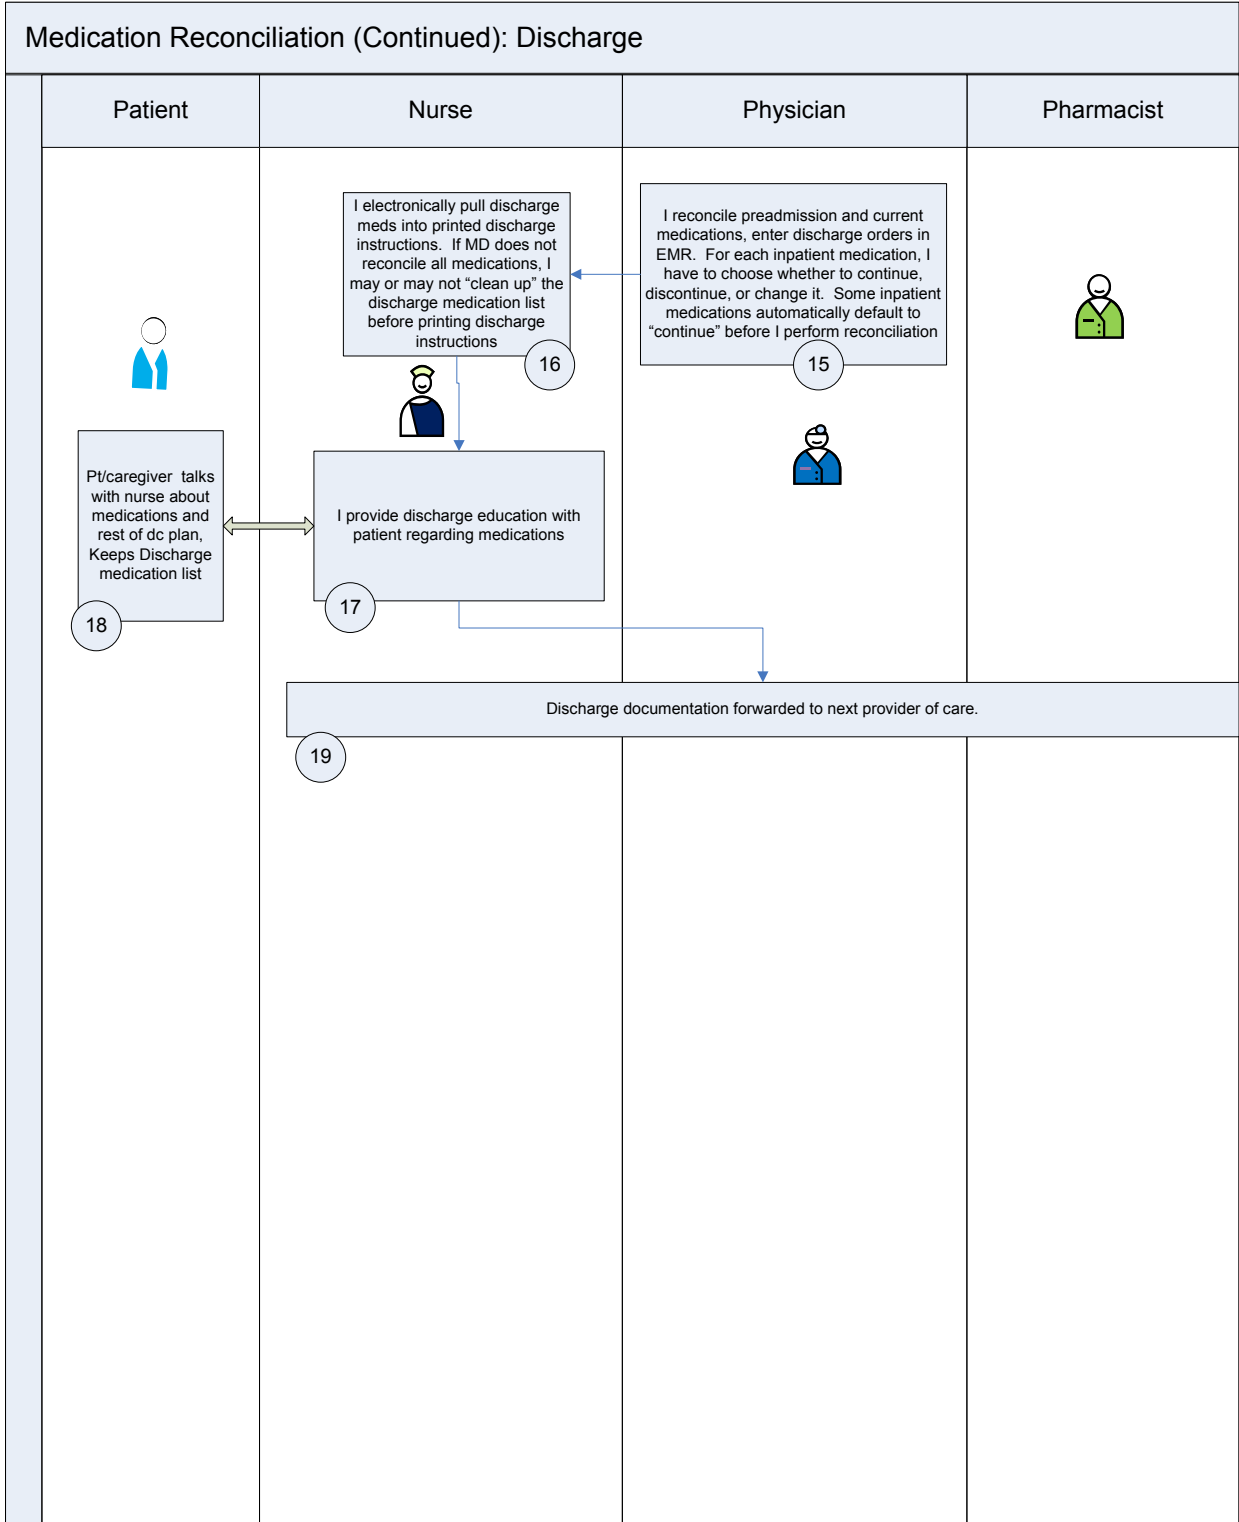 Medication Reconciliation (Continued): Discharge
Patient
Nurse
Physician
Pharmacist
I electronically pull discharge
meds into printed discharge
instructions.  If MD does not
reconcile all medications, I
may or may not “clean up” the
discharge medication list
before printing discharge
instructions
16
I reconcile preadmission and current
medications, enter discharge orders in
EMR.  For each inpatient medication, I
have to choose whether to continue,
discontinue, or change it.  Some inpatient
medications automatically default to
“continue” before I perform reconciliation
15
Pt/caregiver  talks
with nurse about
medications and
rest of dc plan,
Keeps Discharge
medication list
18
I provide discharge education with
patient regarding medications
17
Discharge documentation forwarded to next provider of care.
19